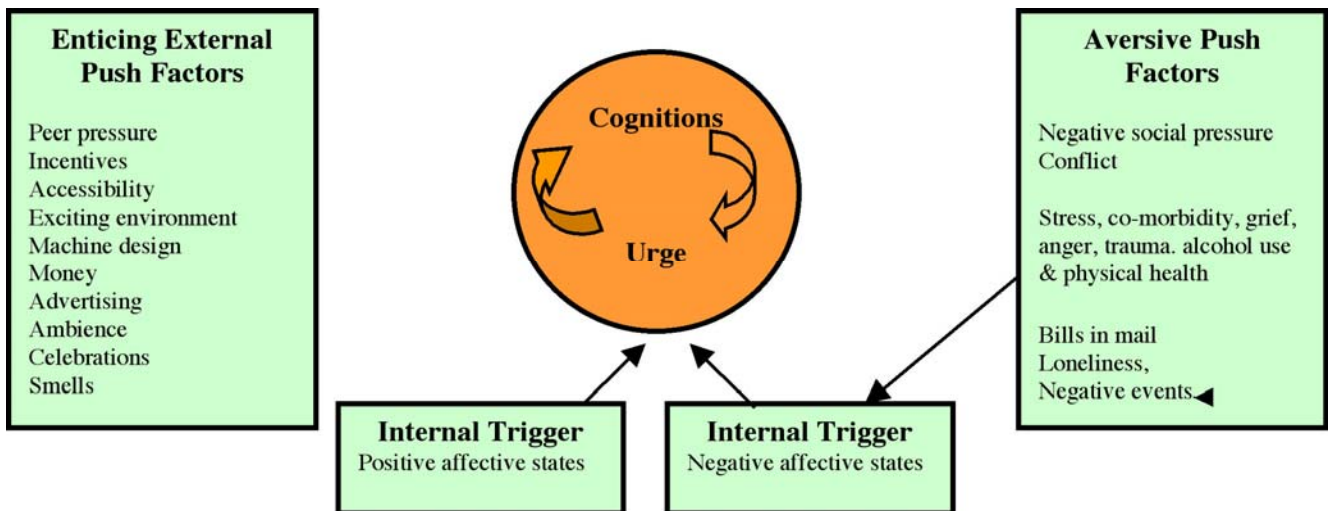 Enticing External
Push Factors
Peer pressure
Incentives
Accessibility
Exciting environment
Machine design
Money
Advertising
Ambience
Celebrations
Smells
Cognitions
Urge
Internal Trigger
Positive affective states
Internal Trigger
Negative affective states
Aversive Push
Factors
Negative social pressure
Conflict
Stress, co-morbidity, grief,
anger, trauma. alcohol use
& physical health
Bills in mail
Loneliness,
Negative events